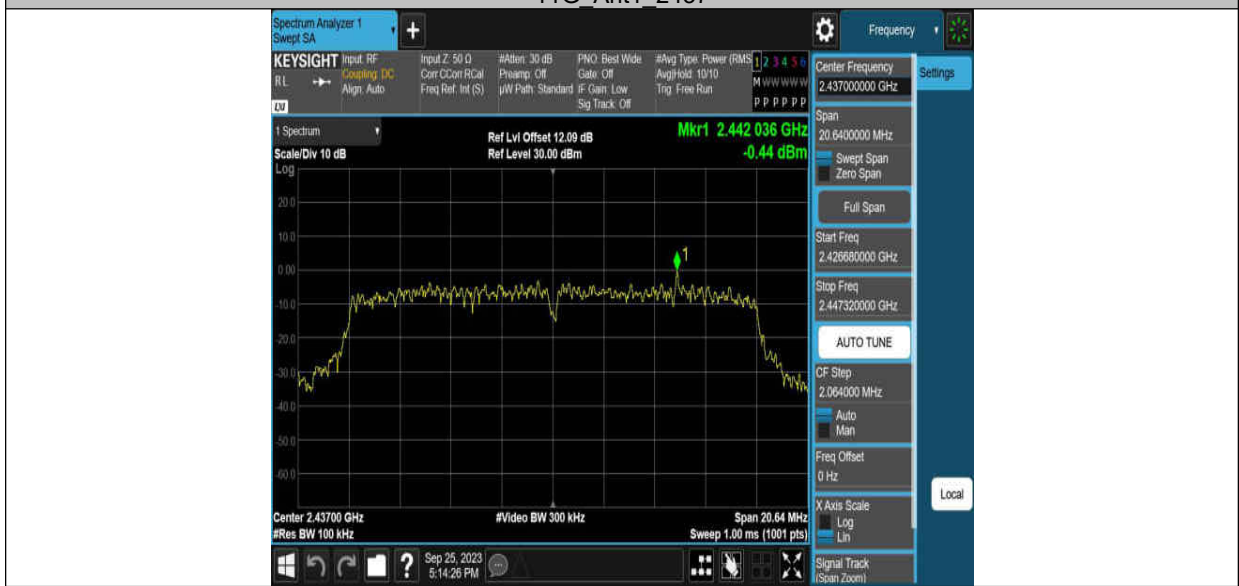 11G_Ant1_2437
Spectrum Analyzer 1
Swept SA
+
Frequency
KEYSIGHT
RL
Input: RF
Coupling: DC
Align: Auto
Input Z: 50 Ω
Corr CCorr RCal
Freq Ref: Int (S)
#Atten: 30 dB
Preamp: Off
µW Path: Standard
PNO: Best Wide
Gate: Off
IF Gain: Low
Sig Track: Off
#Avg Type: Power (RMS
Avg|Hold: 10/10
Trig: Free Run
1 2 3 4 5 6
M W W W W W
P P P P P P
1 Spectrum
Scale/Div 10 dB
Log
Ref Lvl Offset 12.09 dB
Ref Level 30.00 dBm
Mkr1 2.442 036 GHz
-0.44 dBm
20.0
10.0
0.00
-10.0
-20.0
-30.0
-40.0
-50.0
-60.0
1
Center 2.43700 GHz
#Res BW 100 kHz
#Video BW 300 kHz
Span 20.64 MHz
Sweep 1.00 ms (1001 pts)
?
Sep 25, 2023
5:14:26 PM
Center Frequency
2.437000000 GHz
Settings
Span
20.6400000 MHz
Swept Span
Zero Span
Full Span
Start Freq
2.426680000 GHz
Stop Freq
2.447320000 GHz
AUTO TUNE
CF Step
2.064000 MHz
Auto
Man
Freq Offset
0 Hz
X Axis Scale
Log
Lin
Signal Track
(Span Zoom)
Local